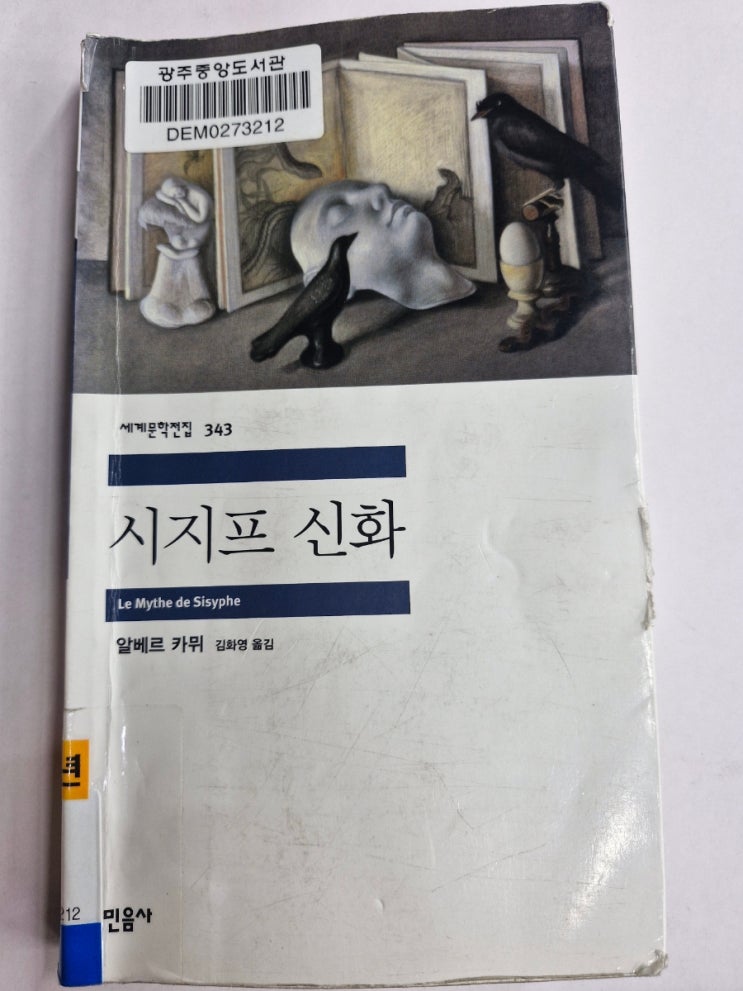 광주중앙도서관
DEM0273212
세계문학전집 343
시지프 신화
Le Mythe de Sisyphe
알베르 카뮈 김화영 옮김
212
민음사